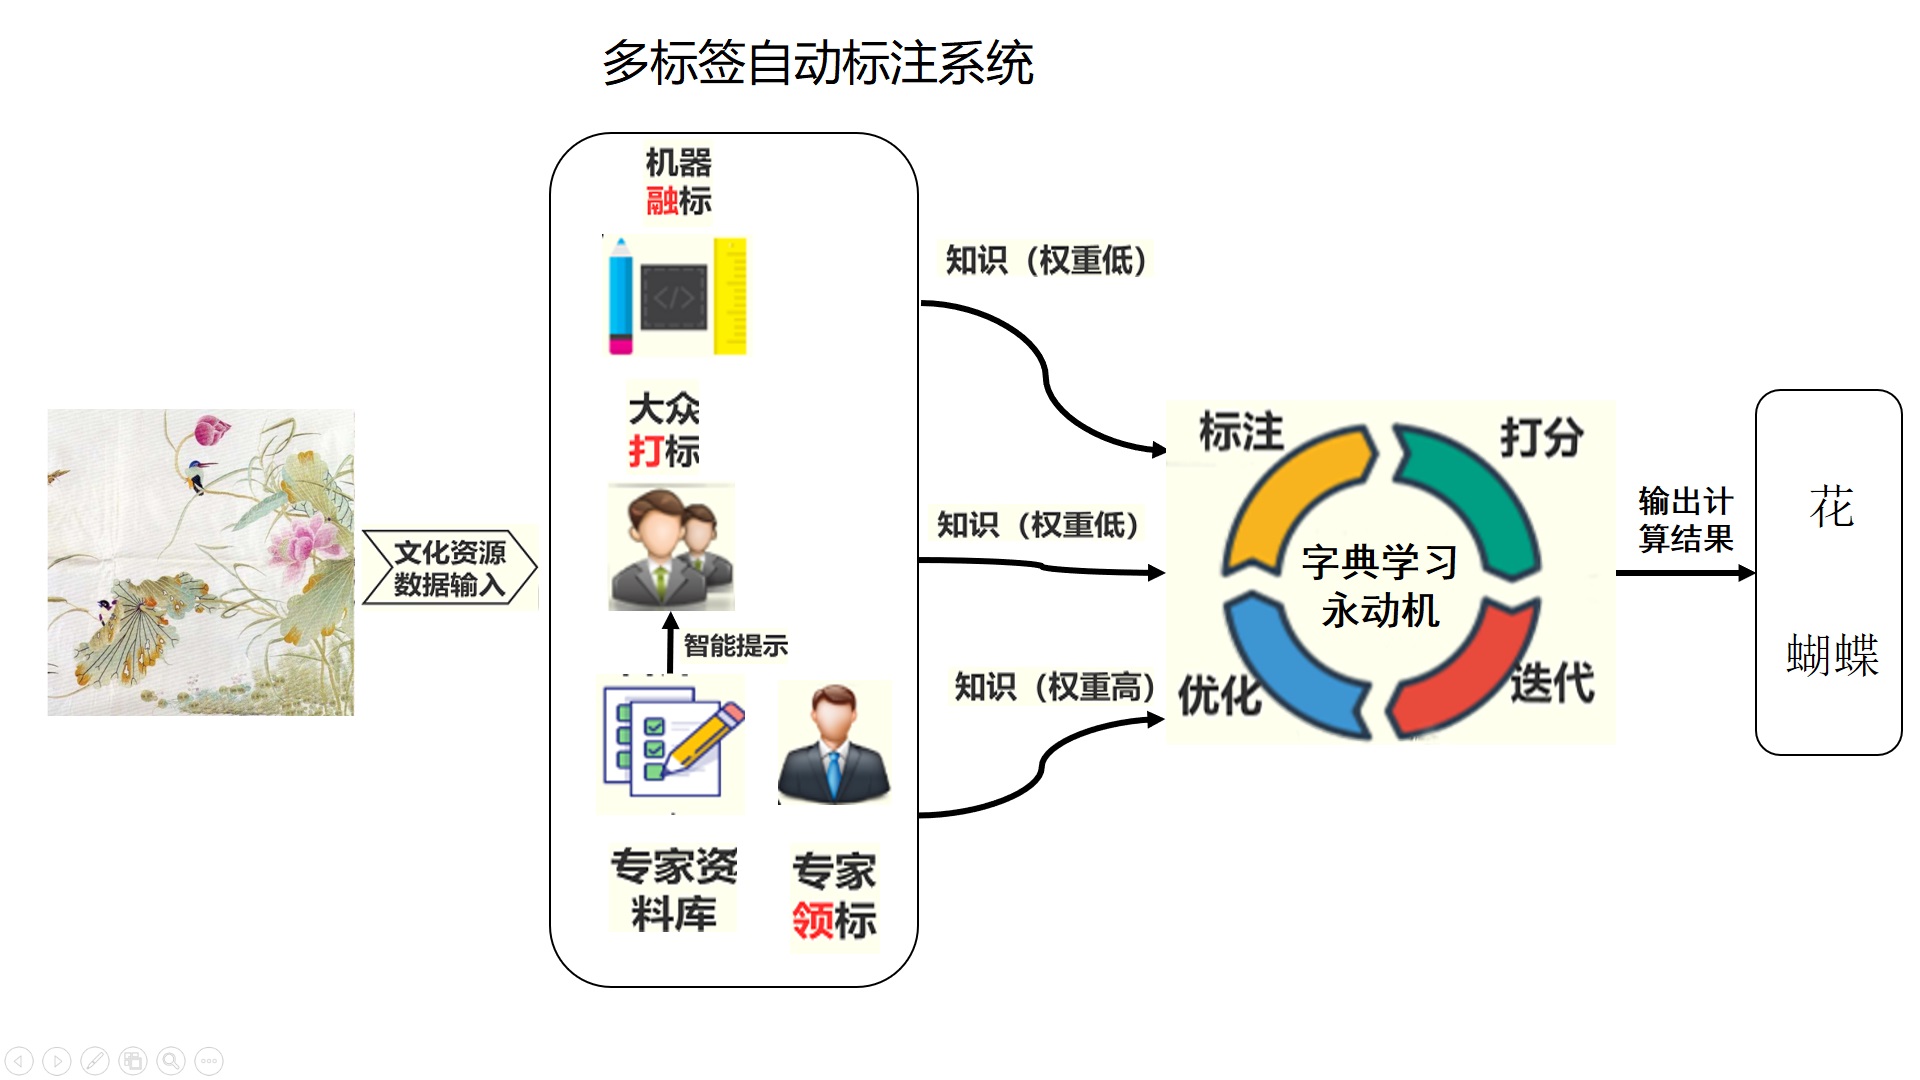 多标签自动标注系统
机器
融标
大众
打标
智能提示
专家资
料库
专家
领标
文化资源
数据输入
知识（权重低）
知识（权重低）
知识（权重高）
标注
打分
字典学习
永动机
优化
迭代
输出计
算结果
花
蝴蝶